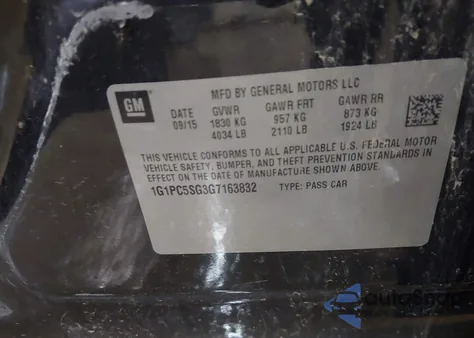 GM
MFD BY GENERAL MOTORS LLC
DATE GVWR GAWR FRT GAWR RR
09/15 1830 KG 957 KG 873 KG
4034 LB 2110 LB 1924 LB
THIS VEHICLE CONFORMS TO ALL APPLICABLE U.S. FEDERAL MOTOR
VEHICLE SAFETY, BUMPER, AND THEFT PREVENTION STANDARDS IN
EFFECT ON THE DATE OF MANUFACTURE SHOWN ABOVE.
1G1PC5SG3G7163832 TYPE: PASS CAR
autoSnap